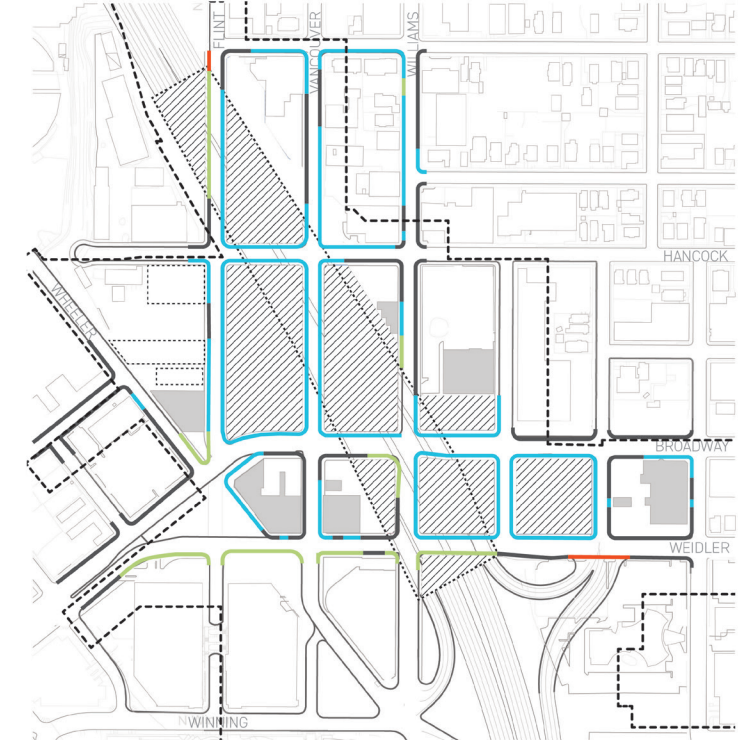 FLINT
VANCOUVER
WILLIAMS
HANCOCK
WHEELER
BROADWAY
WEIDLER
N WINNING